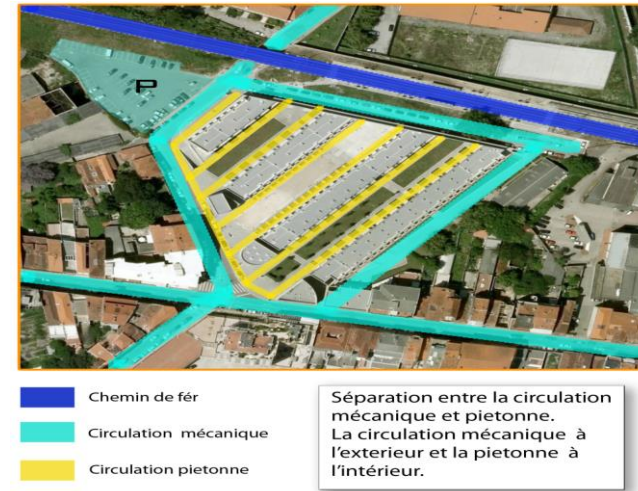 P
Chemin de fér
Circulation mécanique
Circulation pietonne
Séparation entre la circulation
mécanique et pietonne.
La circulation mécanique à
l'exterieur et la pietonne à
l'intérieur.